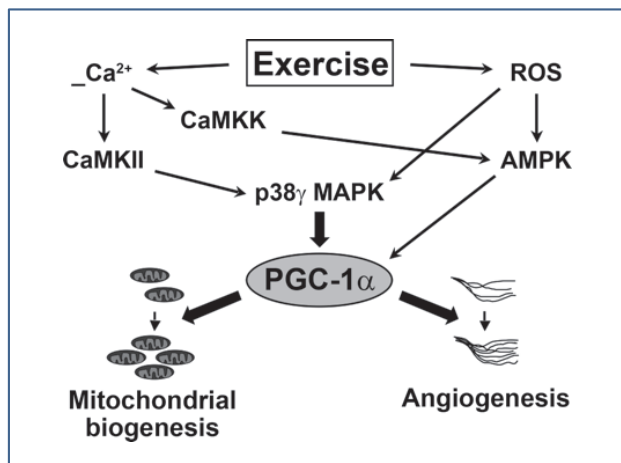 Exercise
_Ca²⁺
ROS
CaMKK
CaMKII
AMPK
p38γ MAPK
PGC-1α
Mitochondrial
biogenesis
Angiogenesis